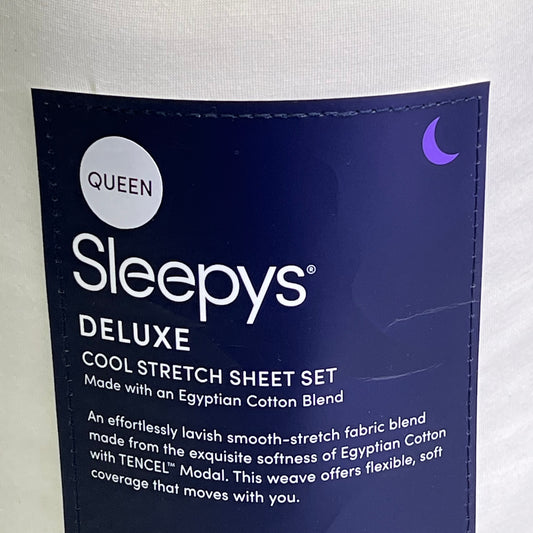 QUEEN
Sleepys®
DELUXE
COOL STRETCH SHEET SET
Made with an Egyptian Cotton Blend
An effortlessly lavish smooth-stretch fabric blend
made from the exquisite softness of Egyptian Cotton
with TENCEL™ Modal. This weave offers flexible, soft
coverage that moves with you.